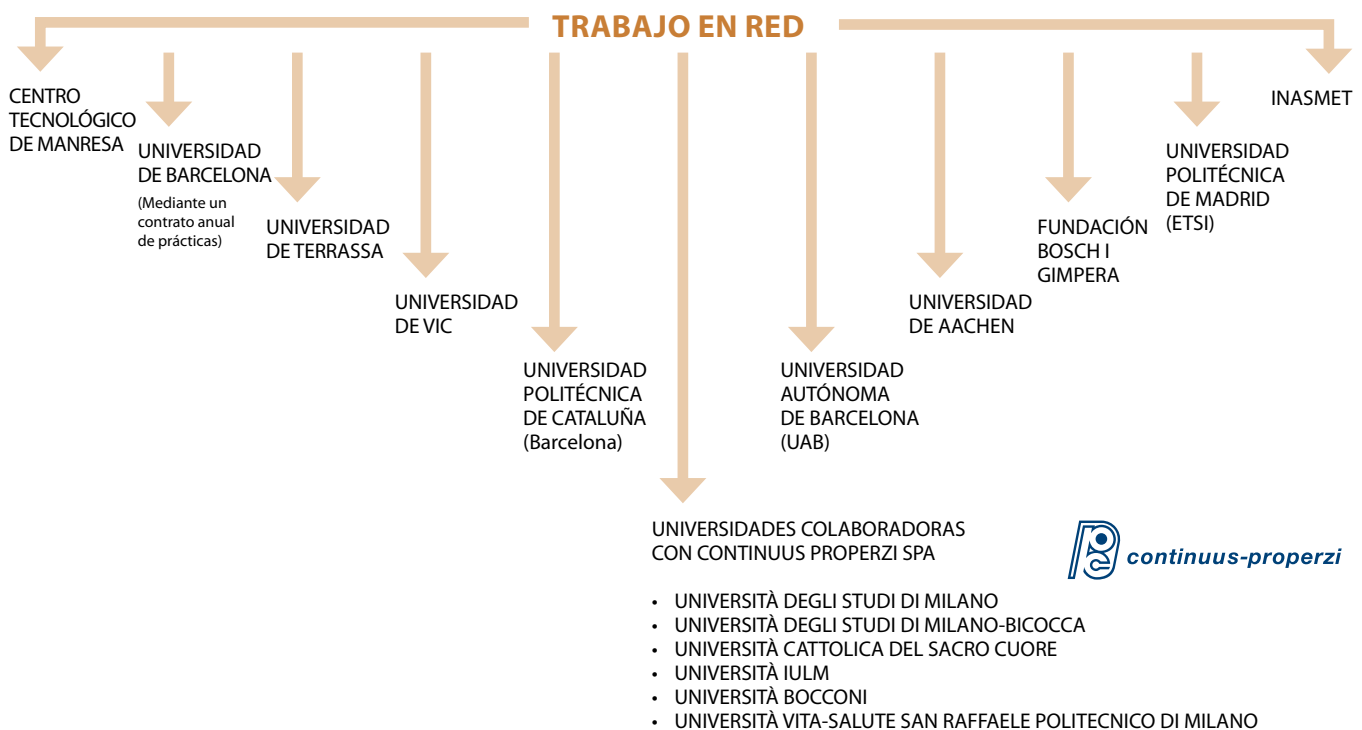 TRABAJO EN RED
CENTRO
TECNOLÓGICO
DE MANRESA
UNIVERSIDAD
DE BARCELONA
(Mediante un
contrato anual
de prácticas)
UNIVERSIDAD
DE TERRASSA
UNIVERSIDAD
DE VIC
UNIVERSIDAD
POLITÉCNICA
DE CATALUÑA
(Barcelona)
UNIVERSIDADES COLABORADORAS
CON CONTINUUS PROPERZI SPA
continuus-properzi
• UNIVERSITÀ DEGLI STUDI DI MILANO
• UNIVERSITÀ DEGLI STUDI DI MILANO-BICOCCA
• UNIVERSITÀ CATTOLICA DEL SACRO CUORE
• UNIVERSITÀ IULM
• UNIVERSITÀ BOCCONI
• UNIVERSITÀ VITA-SALUTE SAN RAFFAELE POLITECNICO DI MILANO
UNIVERSIDAD
AUTÓNOMA
DE BARCELONA
(UAB)
UNIVERSIDAD
DE AACHEN
FUNDACIÓN
BOSCH I
GIMPERA
UNIVERSIDAD
POLITÉCNICA
DE MADRID
(ETSI)
INASMET